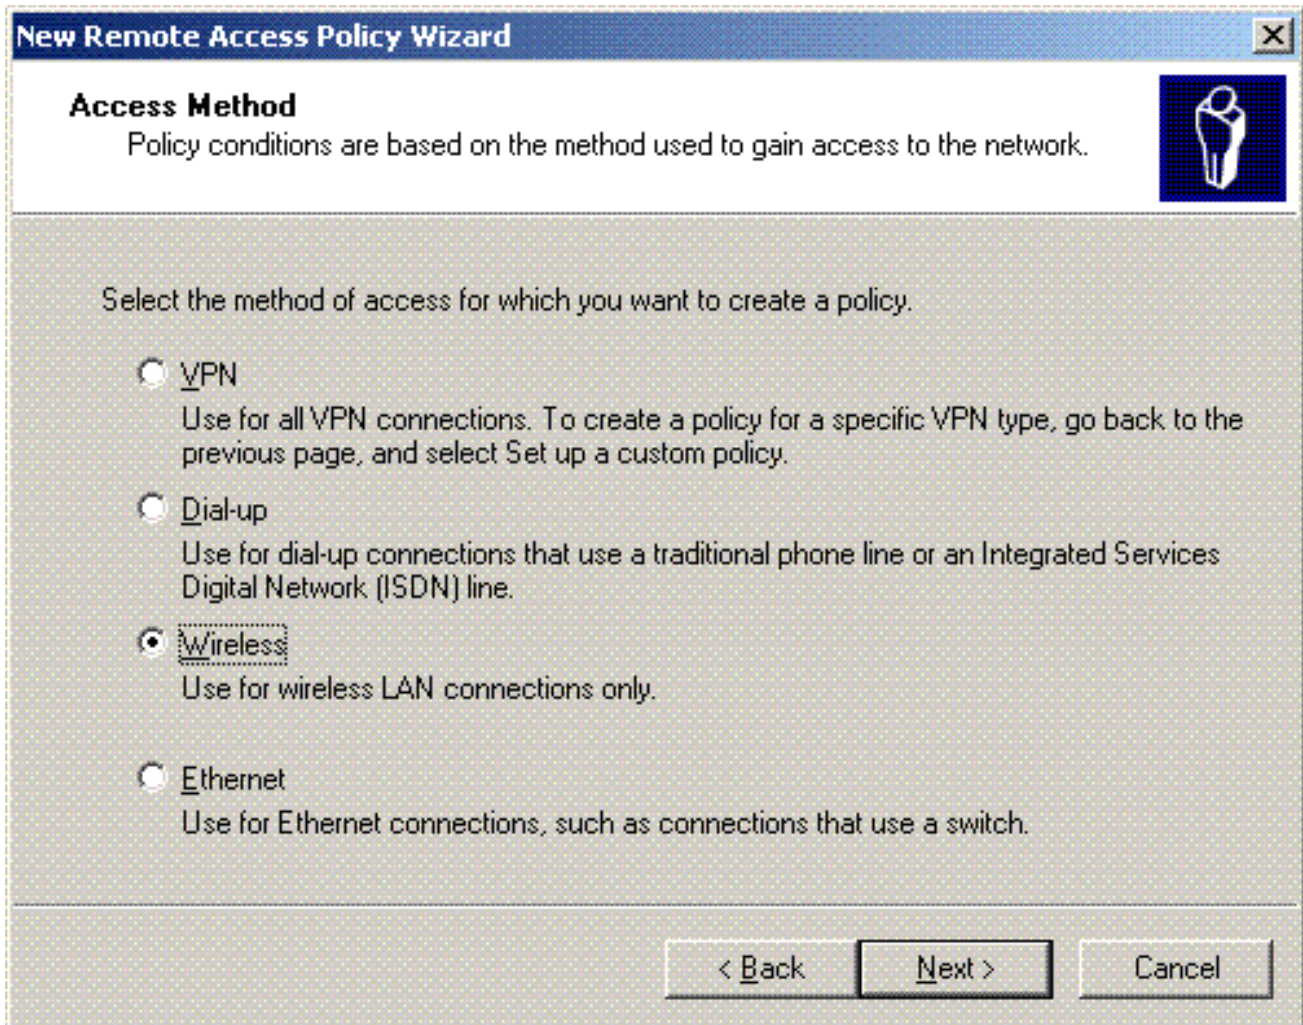 New Remote Access Policy Wizard
Access Method
Policy conditions are based on the method used to gain access to the network.
Select the method of access for which you want to create a policy.
VPN
Use for all VPN connections. To create a policy for a specific VPN type, go back to the
previous page, and select Set up a custom policy.
Dial-up
Use for dial-up connections that use a traditional phone line or an Integrated Services
Digital Network (ISDN) line.
Wireless
Use for wireless LAN connections only.
Ethernet
Use for Ethernet connections, such as connections that use a switch.
< Back Next > Cancel